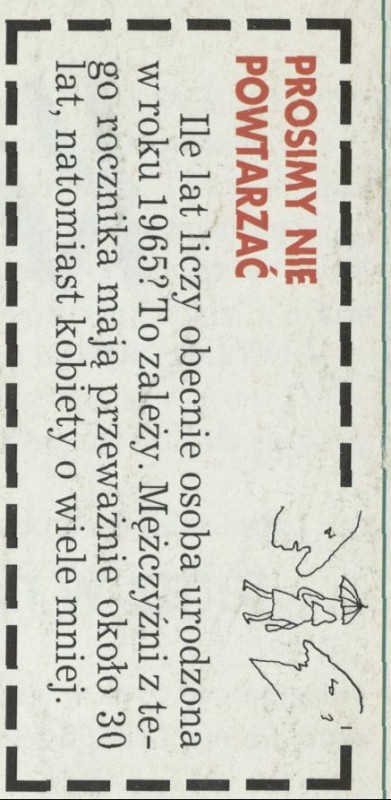 PROSIMY NIE
POWTARZAĆ
Ile lat liczy obecnie osoba urodzona
w roku 1965? To zależy. Mężczyźni z te-
go rocznika mają przeważnie około 30
lat, natomiast kobiety o wiele mniej.